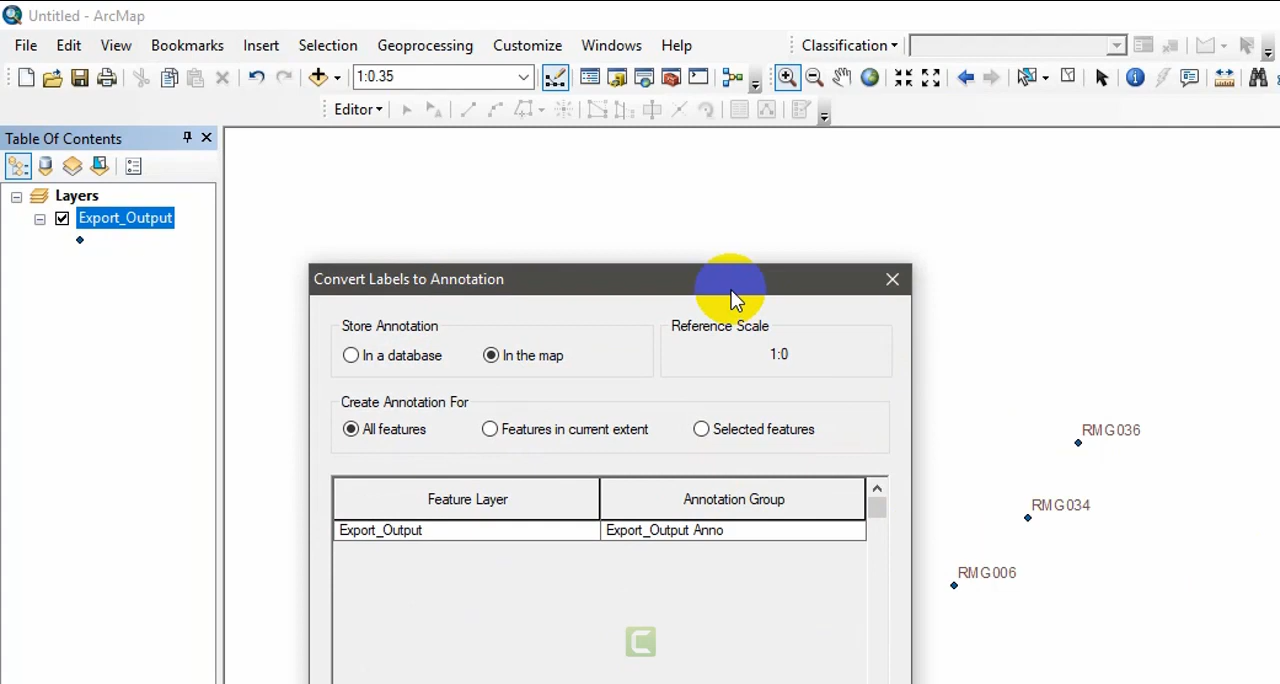 Untitled - ArcMap
File Edit View Bookmarks Insert Selection Geoprocessing Customize Windows Help Classification
1:0.35
Editor
Table Of Contents
Layers
Export_Output
Convert Labels to Annotation
Store Annotation
In a database In the map
Reference Scale
1:0
Create Annotation For
All features Features in current extent Selected features
Feature Layer Annotation Group
Export_Output Export_Output Anno
RMG036
RMG034
RMG006